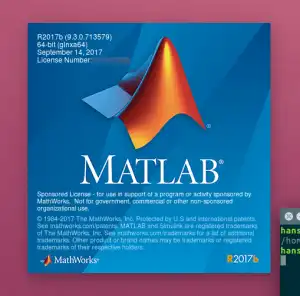 R2017b (9.3.0.713579)
64-bit (glnxa64)
September 14, 2017
License Number
MATLAB®
Sponsored License - for use in support of a program or activity sponsored by
MathWorks. Not for government, commercial or other non-sponsored
organizational use.
© 1984-2017 The MathWorks, Inc. Protected by U.S and international patents.
See mathworks.com/patents. MATLAB and Simulink are registered trademarks
of The MathWorks, Inc. See mathworks.com/trademarks for a list of additional
trademarks. Other product or brand names may be trademarks or registered
trademarks of their respective holders.
MathWorks®
R2017b
hans
/hom
hans